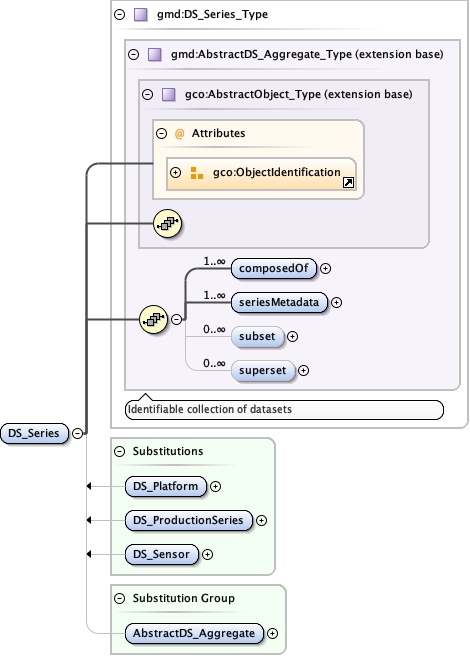 gmd:DS_Series_Type
gmd:AbstractDS_Aggregate_Type (extension base)
gco:AbstractObject_Type (extension base)
@ Attributes
gco:ObjectIdentification
1..∞ composedOf
1..∞ seriesMetadata
0..∞ subset
0..∞ superset
Identifiable collection of datasets
DS_Series
Substitutions
DS_Platform
DS_ProductionSeries
DS_Sensor
Substitution Group
AbstractDS_Aggregate